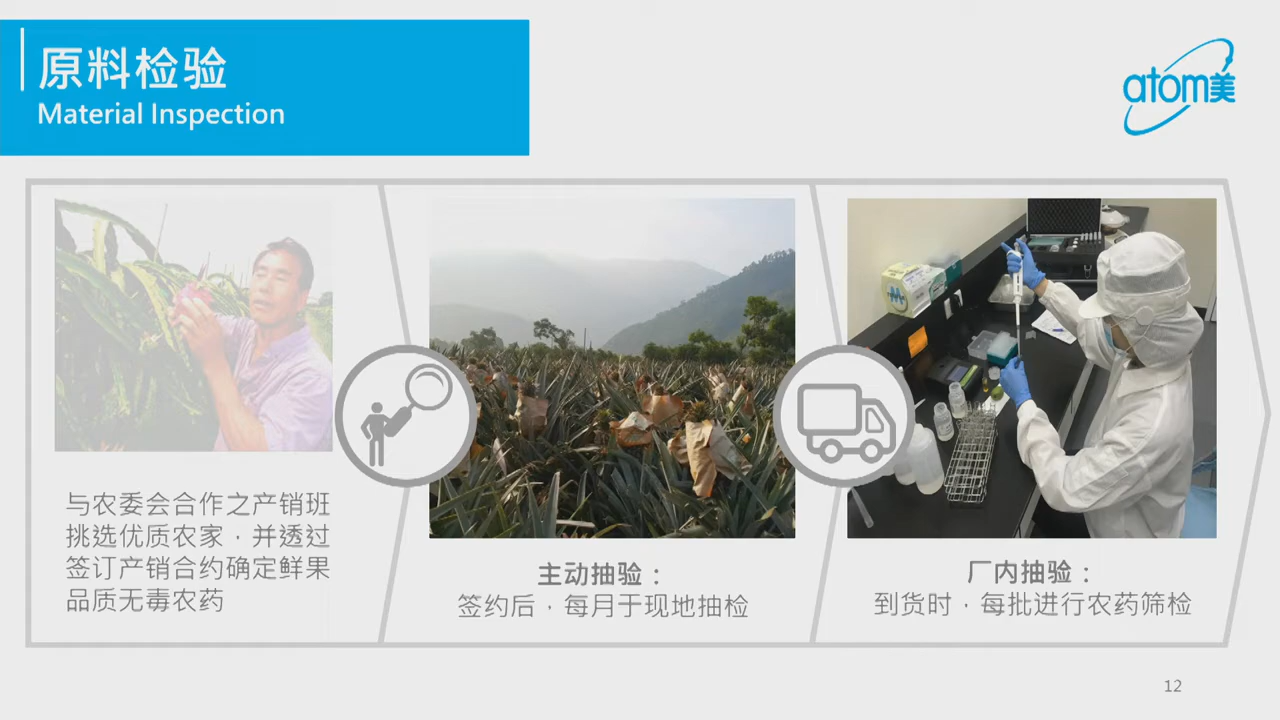 原料检验
Material Inspection
atom美
与农委会合作之产销班
挑选优质农家，并透过
签订产销合约确定鲜果
品质无毒农药
主动抽验：
签约后，每月于现地抽检
厂内抽验：
到货时，每批进行农药筛检
12